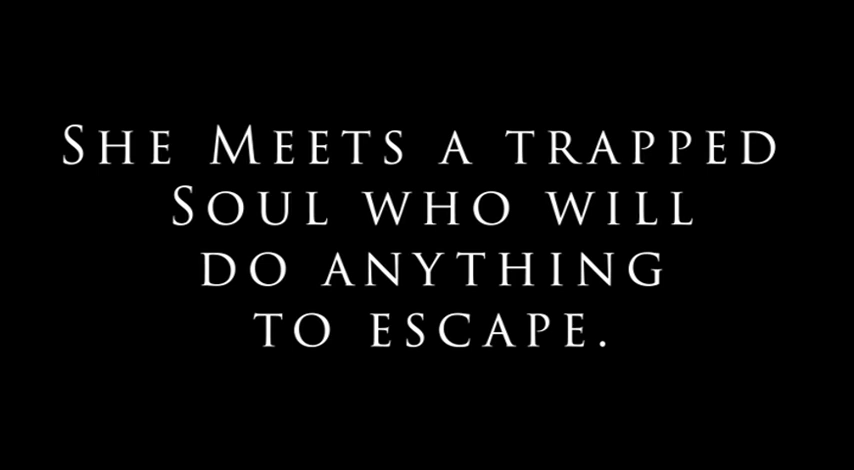 She Meets a trapped
Soul who will
do anything
to escape.